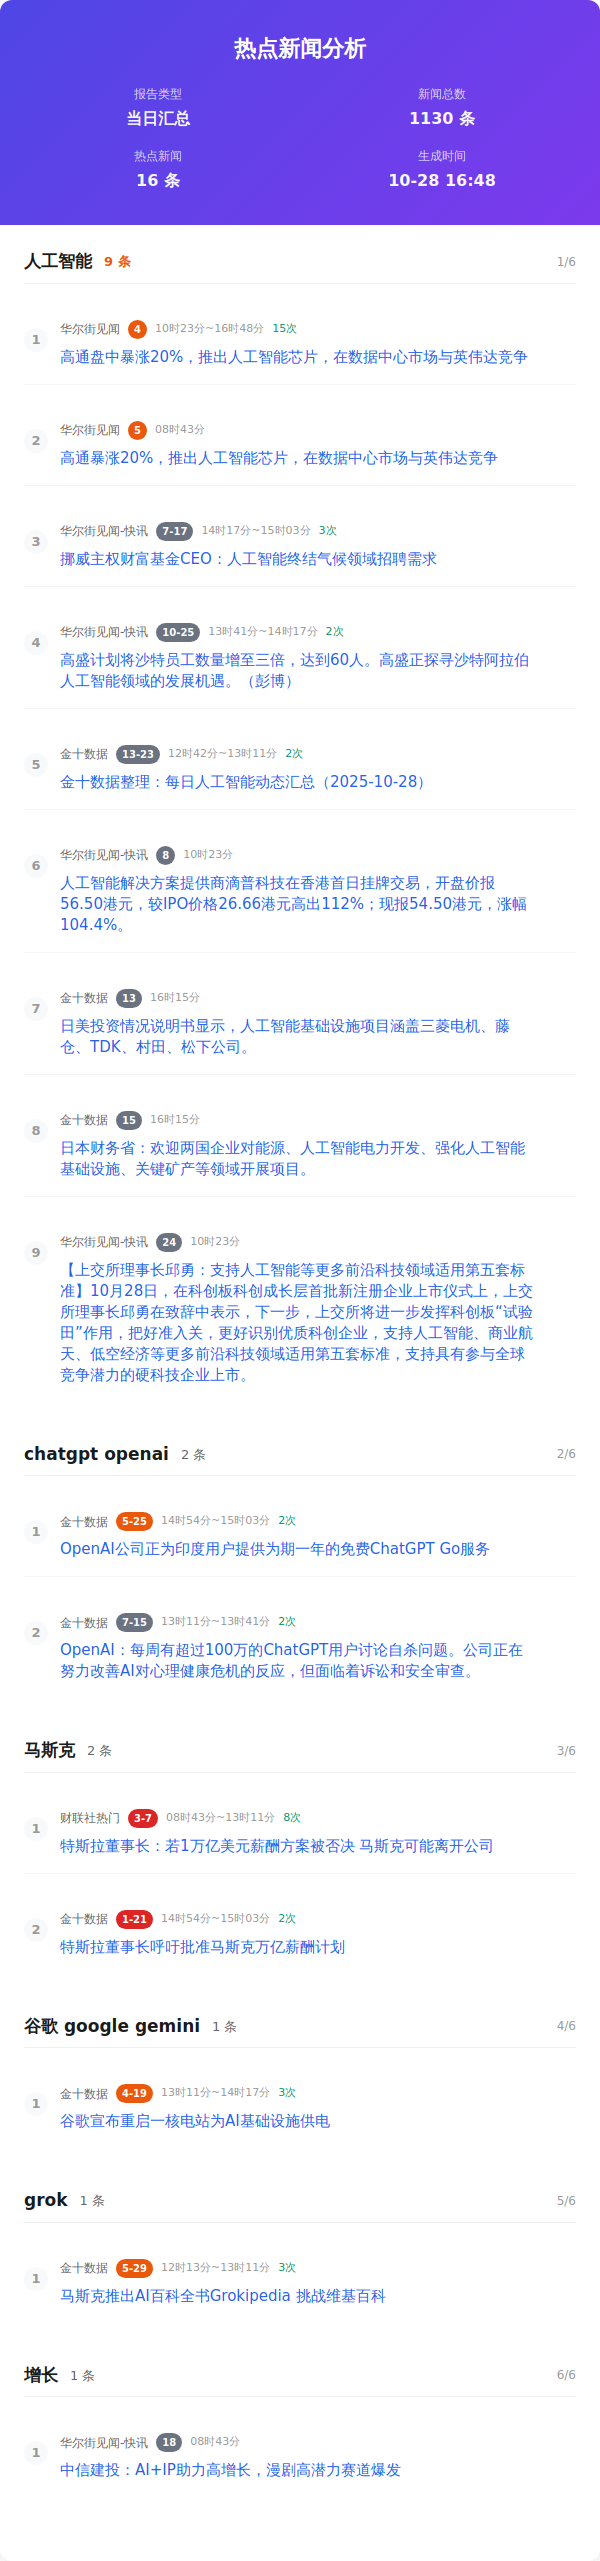 热点新闻分析
报告类型
新闻总数
当日汇总
1130 条
热点新闻
生成时间
16 条
10-28 16:48
人工智能 9 条 1/6
1
华尔街见闻 4 10时23分~16时48分 15次
高通盘中暴涨20%，推出人工智能芯片，在数据中心市场与英伟达竞争
2
华尔街见闻 5 08时43分
高通暴涨20%，推出人工智能芯片，在数据中心市场与英伟达竞争
3
华尔街见闻-快讯 7-17 14时17分~15时03分 3次
挪威主权财富基金CEO：人工智能终结气候领域招聘需求
4
华尔街见闻-快讯 10-25 13时41分~14时17分 2次
高盛计划将沙特员工数量增至三倍，达到60人。高盛正探寻沙特阿拉伯
人工智能领域的发展机遇。（彭博）
5
金十数据 13-23 12时42分~13时11分 2次
金十数据整理：每日人工智能动态汇总（2025-10-28）
6
华尔街见闻-快讯 8 10时23分
人工智能解决方案提供商滴普科技在香港首日挂牌交易，开盘价报
56.50港元，较IPO价格26.66港元高出112%；现报54.50港元，涨幅
104.4%。
7
金十数据 13 16时15分
日美投资情况说明书显示，人工智能基础设施项目涵盖三菱电机、藤
仓、TDK、村田、松下公司。
8
金十数据 15 16时15分
日本财务省：欢迎两国企业对能源、人工智能电力开发、强化人工智能
基础设施、关键矿产等领域开展项目。
9
华尔街见闻-快讯 24 10时23分
【上交所理事长邱勇：支持人工智能等更多前沿科技领域适用第五套标
准】10月28日，在科创板科创成长层首批新注册企业上市仪式上，上交
所理事长邱勇在致辞中表示，下一步，上交所将进一步发挥科创板“试验
田”作用，把好准入关，更好识别优质科创企业，支持人工智能、商业航
天、低空经济等更多前沿科技领域适用第五套标准，支持具有参与全球
竞争潜力的硬科技企业上市。
chatgpt openai 2 条 2/6
1
金十数据 5-25 14时54分~15时03分 2次
OpenAI公司正为印度用户提供为期一年的免费ChatGPT Go服务
2
金十数据 7-15 13时11分~13时41分 2次
OpenAI：每周有超过100万的ChatGPT用户讨论自杀问题。公司正在
努力改善AI对心理健康危机的反应，但面临着诉讼和安全审查。
马斯克 2 条 3/6
1
财联社热门 3-7 08时43分~13时11分 8次
特斯拉董事长：若1万亿美元薪酬方案被否决 马斯克可能离开公司
2
金十数据 1-21 14时54分~15时03分 2次
特斯拉董事长呼吁批准马斯克万亿薪酬计划
谷歌 google gemini 1 条 4/6
1
金十数据 4-19 13时11分~14时17分 3次
谷歌宣布重启一核电站为AI基础设施供电
grok 1 条 5/6
1
金十数据 5-29 12时13分~13时11分 3次
马斯克推出AI百科全书Grokipedia 挑战维基百科
增长 1 条 6/6
1
华尔街见闻-快讯 18 08时43分
中信建投：AI+IP助力高增长，漫剧高潜力赛道爆发